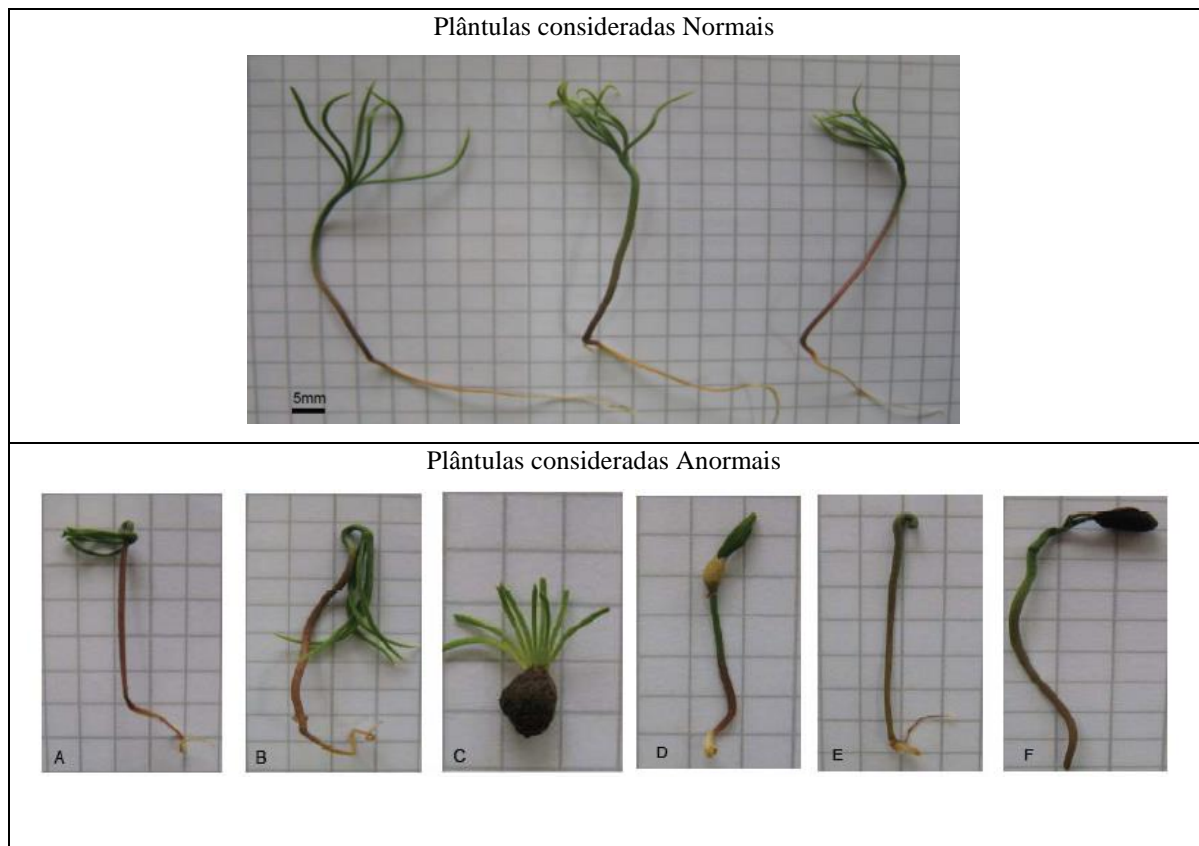 Plântulas consideradas Normais
5mm
Plântulas consideradas Anormais
A
B
C
D
E
F